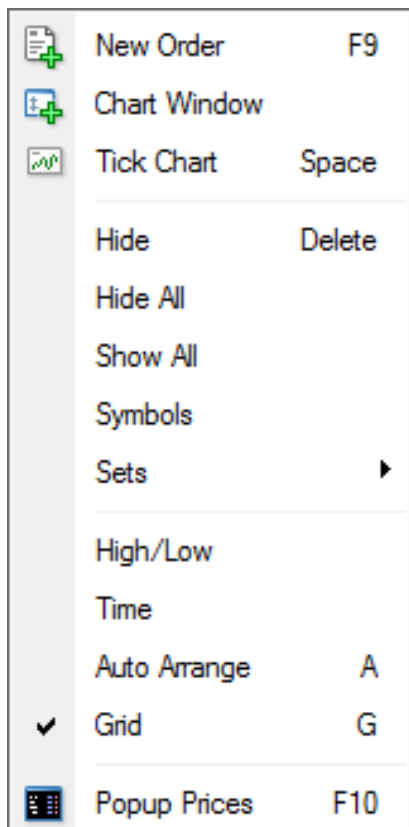 New Order F9
Chart Window
Tick Chart Space
Hide Delete
Hide All
Show All
Symbols
Sets
High/Low
Time
Auto Arrange A
Grid G
Popup Prices F10